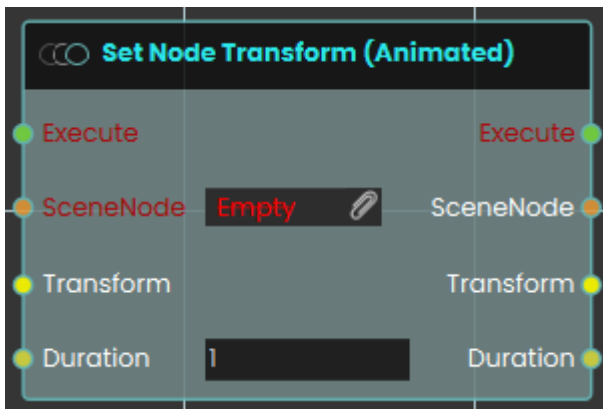 Set Node Transform (Animated)
Execute Execute
SceneNode Empty SceneNode
Transform Transform
Duration 1 Duration